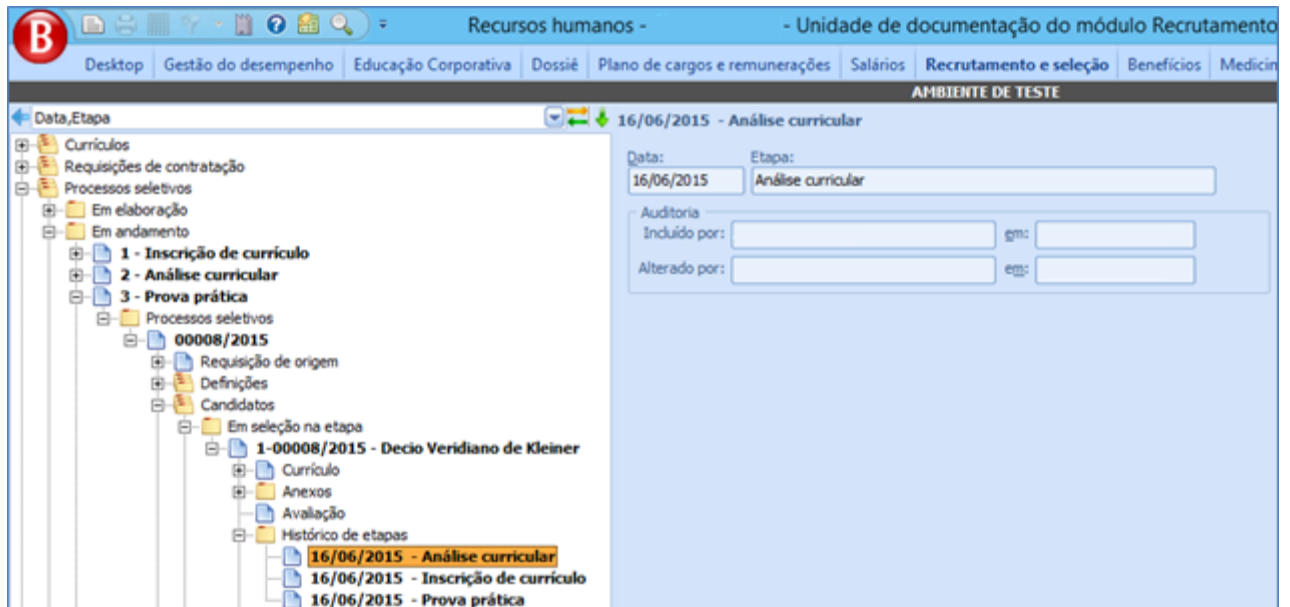 B
Recursos humanos - - Unidade de documentação do módulo Recrutamento
Desktop Gestão do desempenho Educação Corporativa Dossiê Plano de cargos e remunerações Salários Recrutamento e seleção Benefícios Medicin
AMBIENTE DE TESTE
Data,Etapa
Currículos
Requisições de contratação
Processos seletivos
Em elaboração
Em andamento
1 - Inscrição de currículo
2 - Análise curricular
3 - Prova prática
Processos seletivos
00008/2015
Requisição de origem
Definições
Candidatos
Em seleção na etapa
1-00008/2015 - Decio Veridiano de Kleiner
Currículo
Anexos
Avaliação
Histórico de etapas
16/06/2015 - Análise curricular
16/06/2015 - Inscrição de currículo
16/06/2015 - Prova prática
16/06/2015 - Análise curricular
Data: Etapa:
16/06/2015 Análise curricular
Auditoria
Incluído por: em:
Alterado por: em: